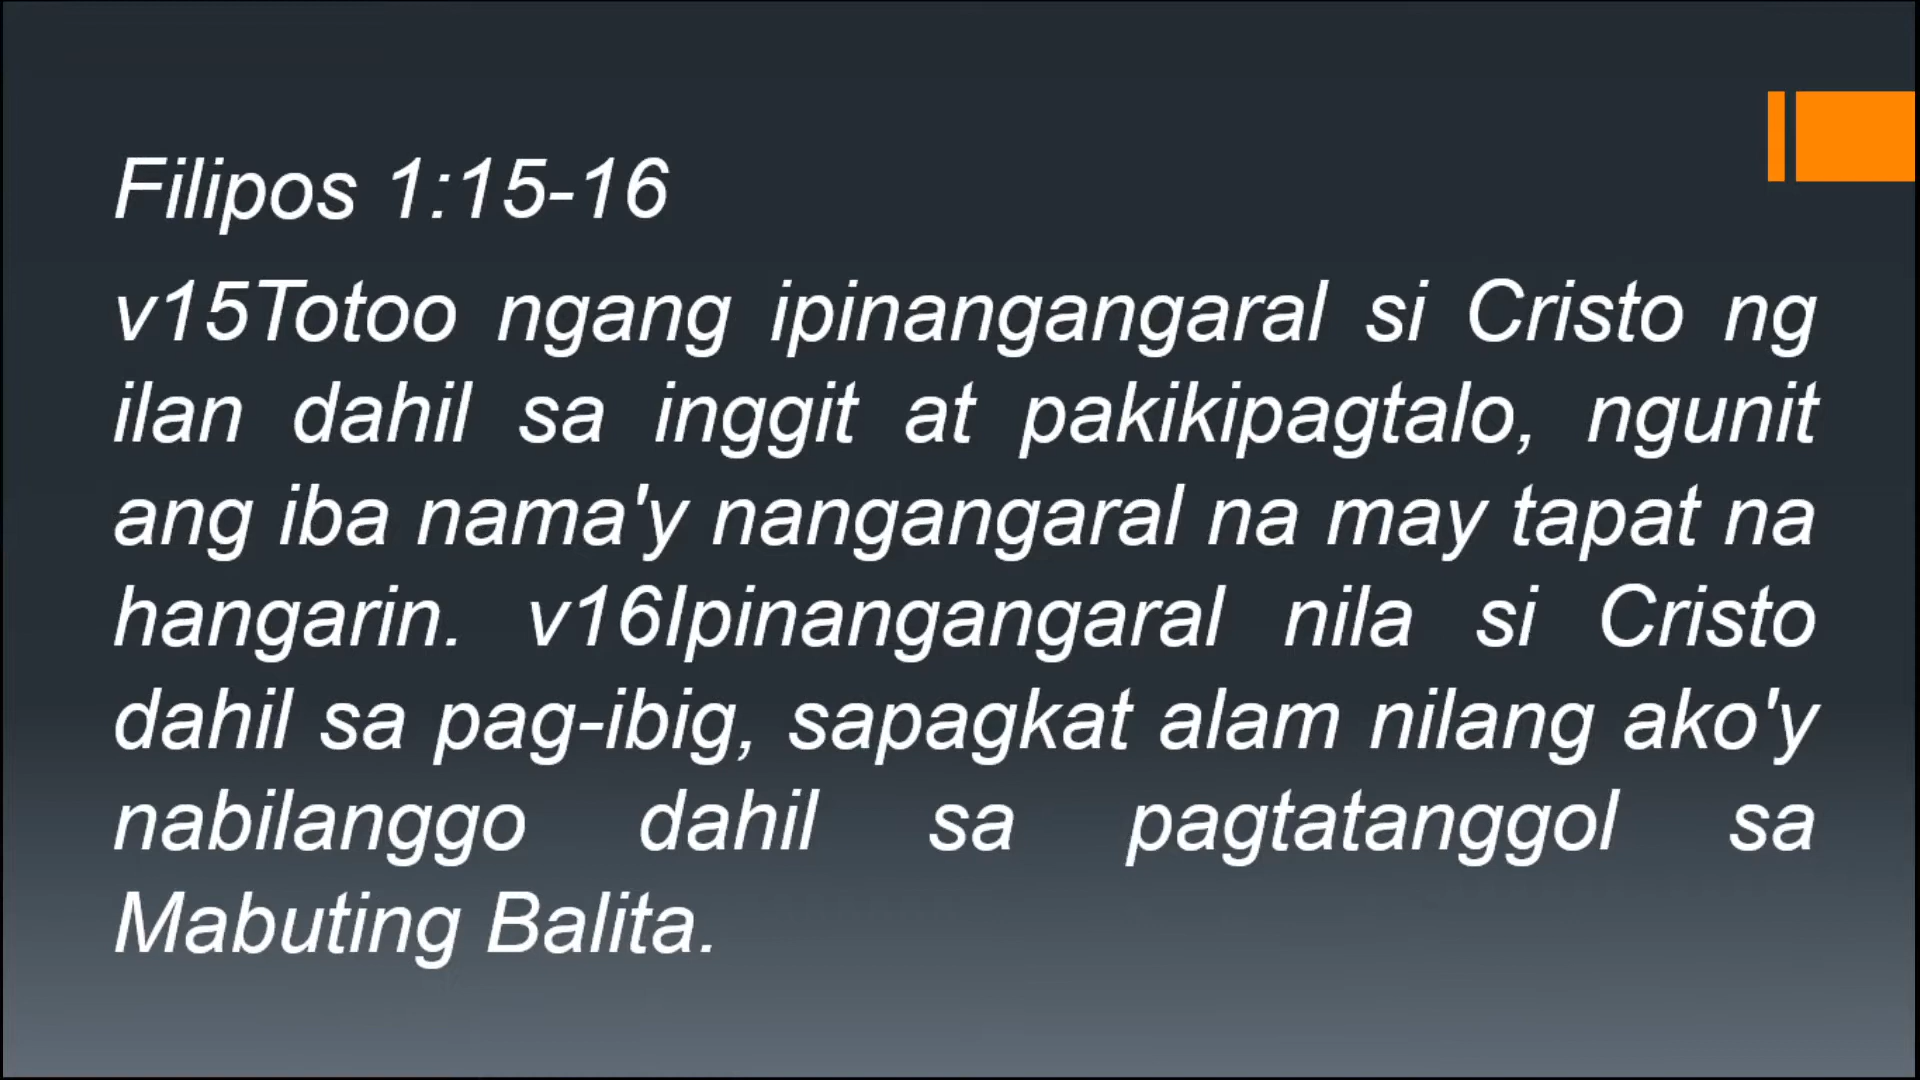 Filipos 1:15-16
v15Totoo ngang ipinangangaral si Cristo ng
ilan dahil sa inggit at pakikipagtalo, ngunit
ang iba nama'y nangangaral na may tapat na
hangarin. v16Ipinangangaral nila si Cristo
dahil sa pag-ibig, sapagkat alam nilang ako'y
nabilanggo dahil sa pagtatanggol sa
Mabuting Balita.